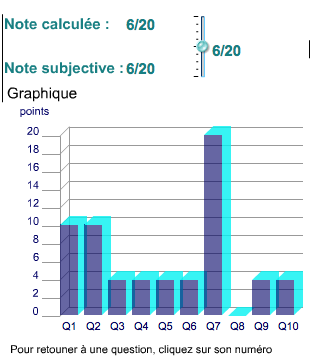 Note calculée : 6/20
6/20
Note subjective : 6/20
Graphique
points
20
18
16
14
12
10
8
6
4
2
0
Q1 Q2 Q3 Q4 Q5 Q6 Q7 Q8 Q9 Q10
Pour retouner à une question, cliquez sur son numéro